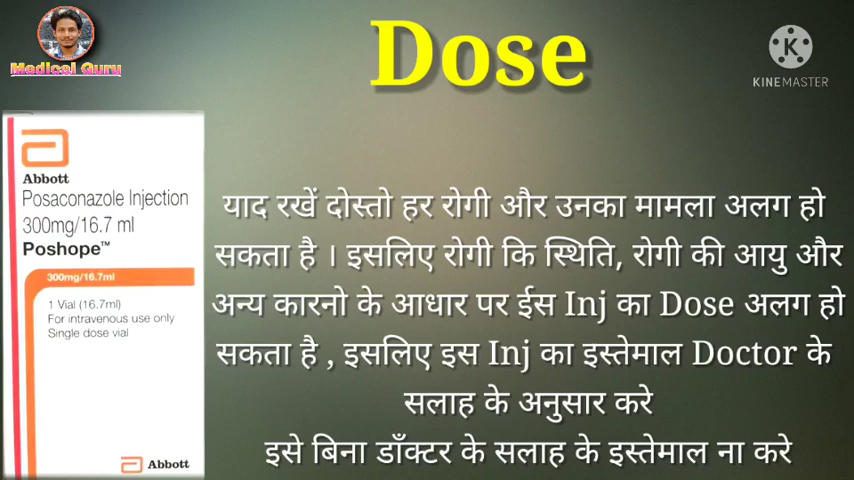 Medical Guru
Dose
KINEMASTER
Abbott
Posaconazole Injection
300mg/16.7 ml
Poshope™
300mg/16.7ml
1 Vial (16.7ml)
For intravenous use only
Single dose vial
Abbott
याद रखें दोस्तो हर रोगी और उनका मामला अलग हो
सकता है । इसलिए रोगी कि स्थिति, रोगी की आयु और
अन्य कारनो के आधार पर ईस Inj का Dose अलग हो
सकता है , इसलिए इस Inj का इस्तेमाल Doctor के
सलाह के अनुसार करे
इसे बिना डाँक्टर के सलाह के इस्तेमाल ना करे